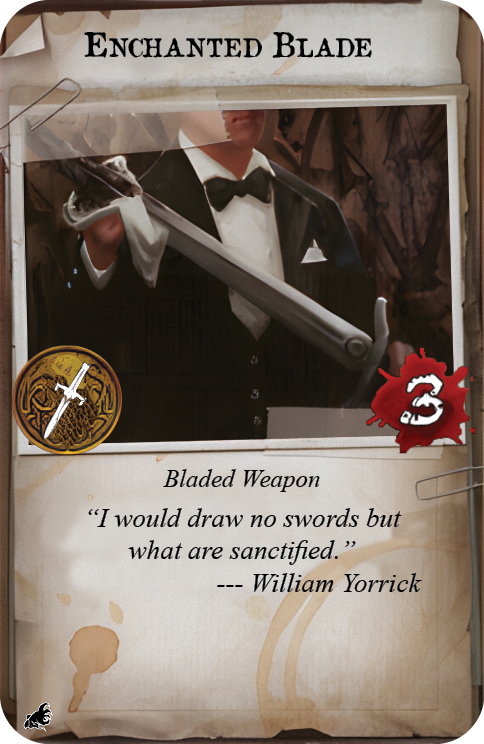 Enchanted Blade
3
Bladed Weapon
“I would draw no swords but
what are sanctified.”
--- William Yorrick